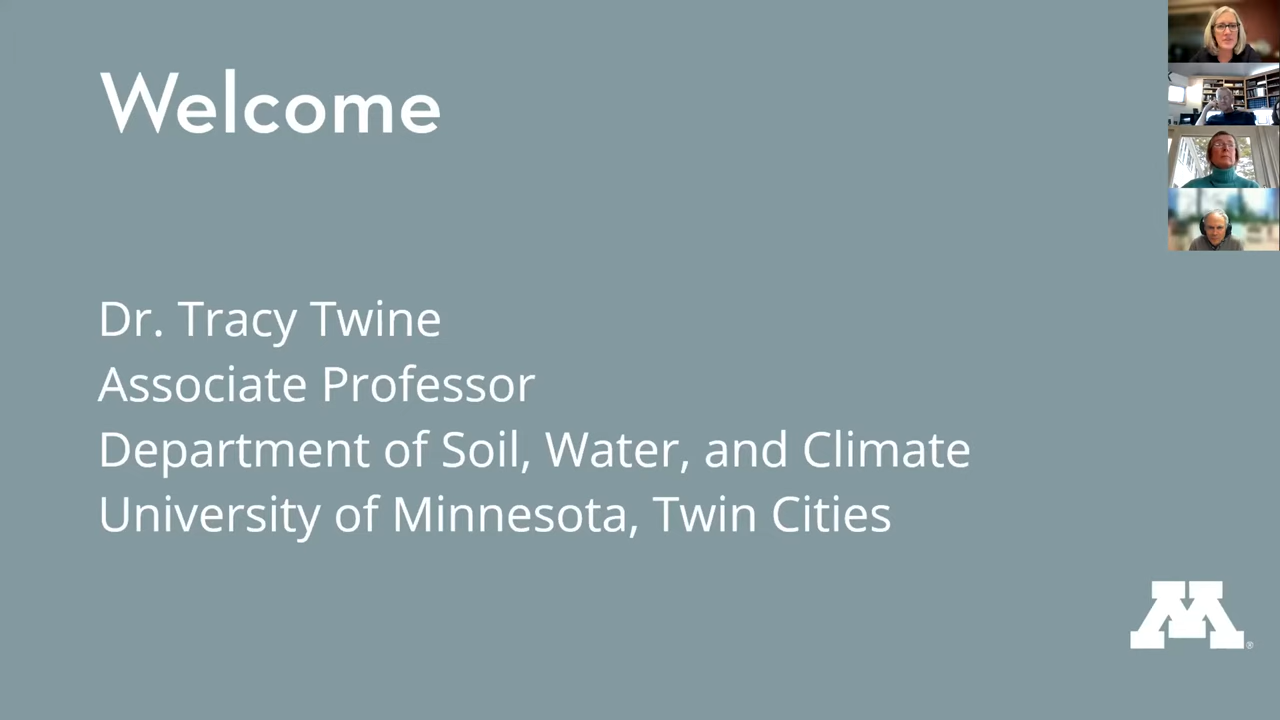 Welcome
Dr. Tracy Twine
Associate Professor
Department of Soil, Water, and Climate
University of Minnesota, Twin Cities
M®